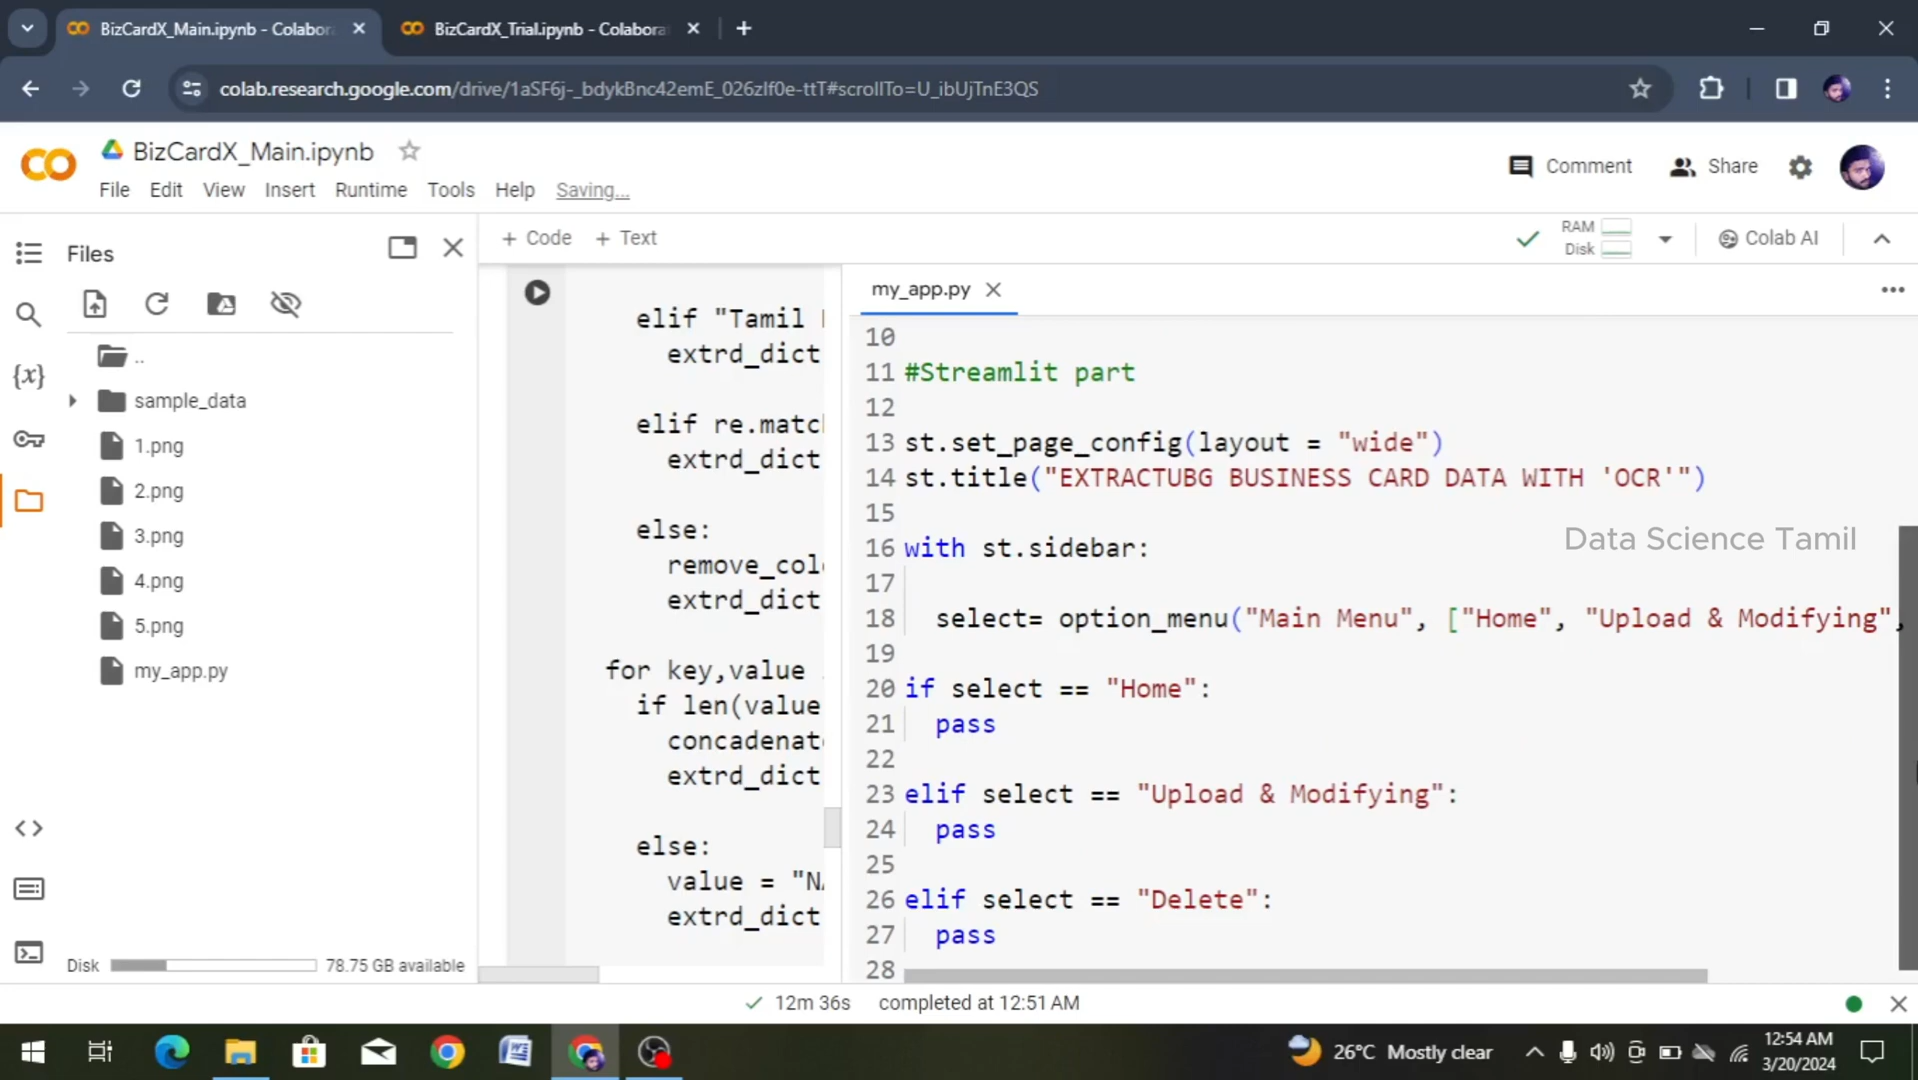 BizCardX_Main.ipynb - Colabor
BizCardX_Trial.ipynb - Colabora
colab.research.google.com/drive/1aSF6j-_bdykBnc42emE_026zIf0e-ttT#scrollTo=U_ibUjTnE3QS
BizCardX_Main.ipynb
File Edit View Insert Runtime Tools Help Saving...
Comment Share
Files
+ Code + Text
RAM
Disk
Colab AI
..
sample_data
1.png
2.png
3.png
4.png
5.png
my_app.py
Disk 78.75 GB available
elif "Tamil
extrd_dict
elif re.matc
extrd_dict
else:
remove_col
extrd_dict
for key,value
if len(value
concadenat
extrd_dict
else:
value = "N
extrd_dict
my_app.py
10
11 #Streamlit part
12
13 st.set_page_config(layout = "wide")
14 st.title("EXTRACTUBG BUSINESS CARD DATA WITH 'OCR'")
15
16 with st.sidebar:
17
18 select= option_menu("Main Menu", ["Home", "Upload & Modifying",
19
20 if select == "Home":
21 pass
22
23 elif select == "Upload & Modifying":
24 pass
25
26 elif select == "Delete":
27 pass
28
Data Science Tamil
12m 36s completed at 12:51 AM
26°C Mostly clear
12:54 AM
3/20/2024